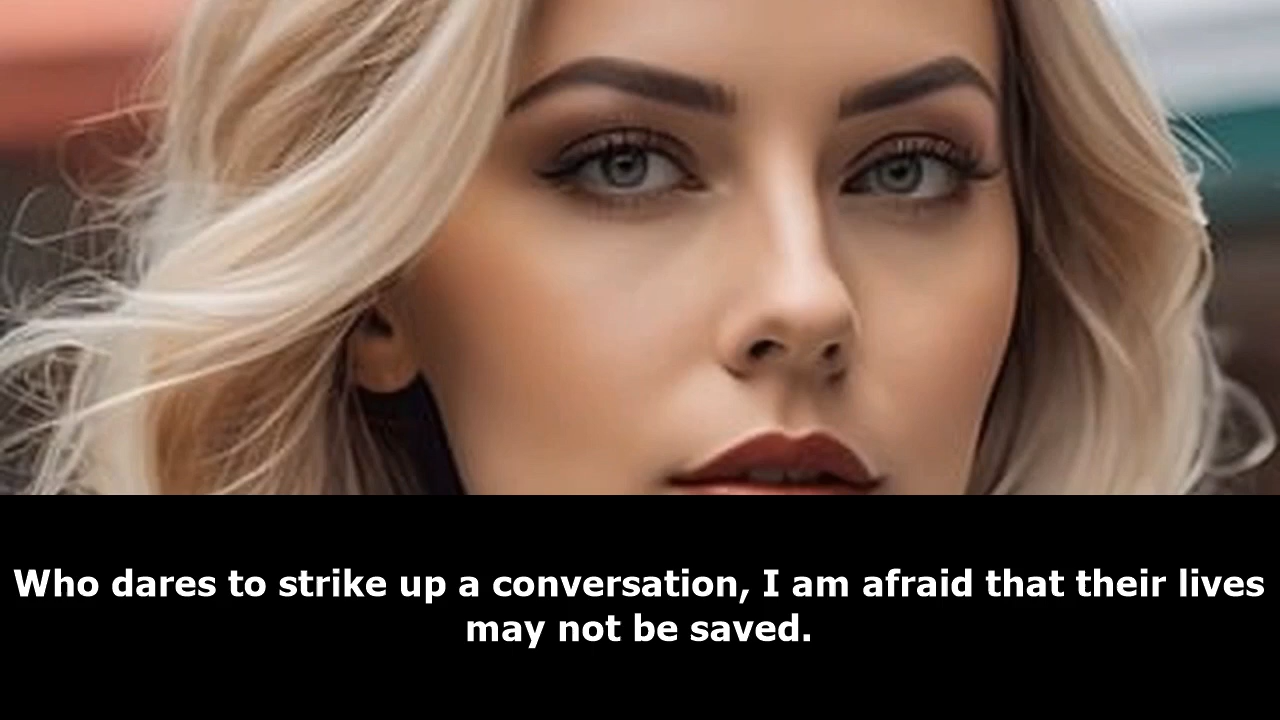 Who dares to strike up a conversation, I am afraid that their lives
may not be saved.